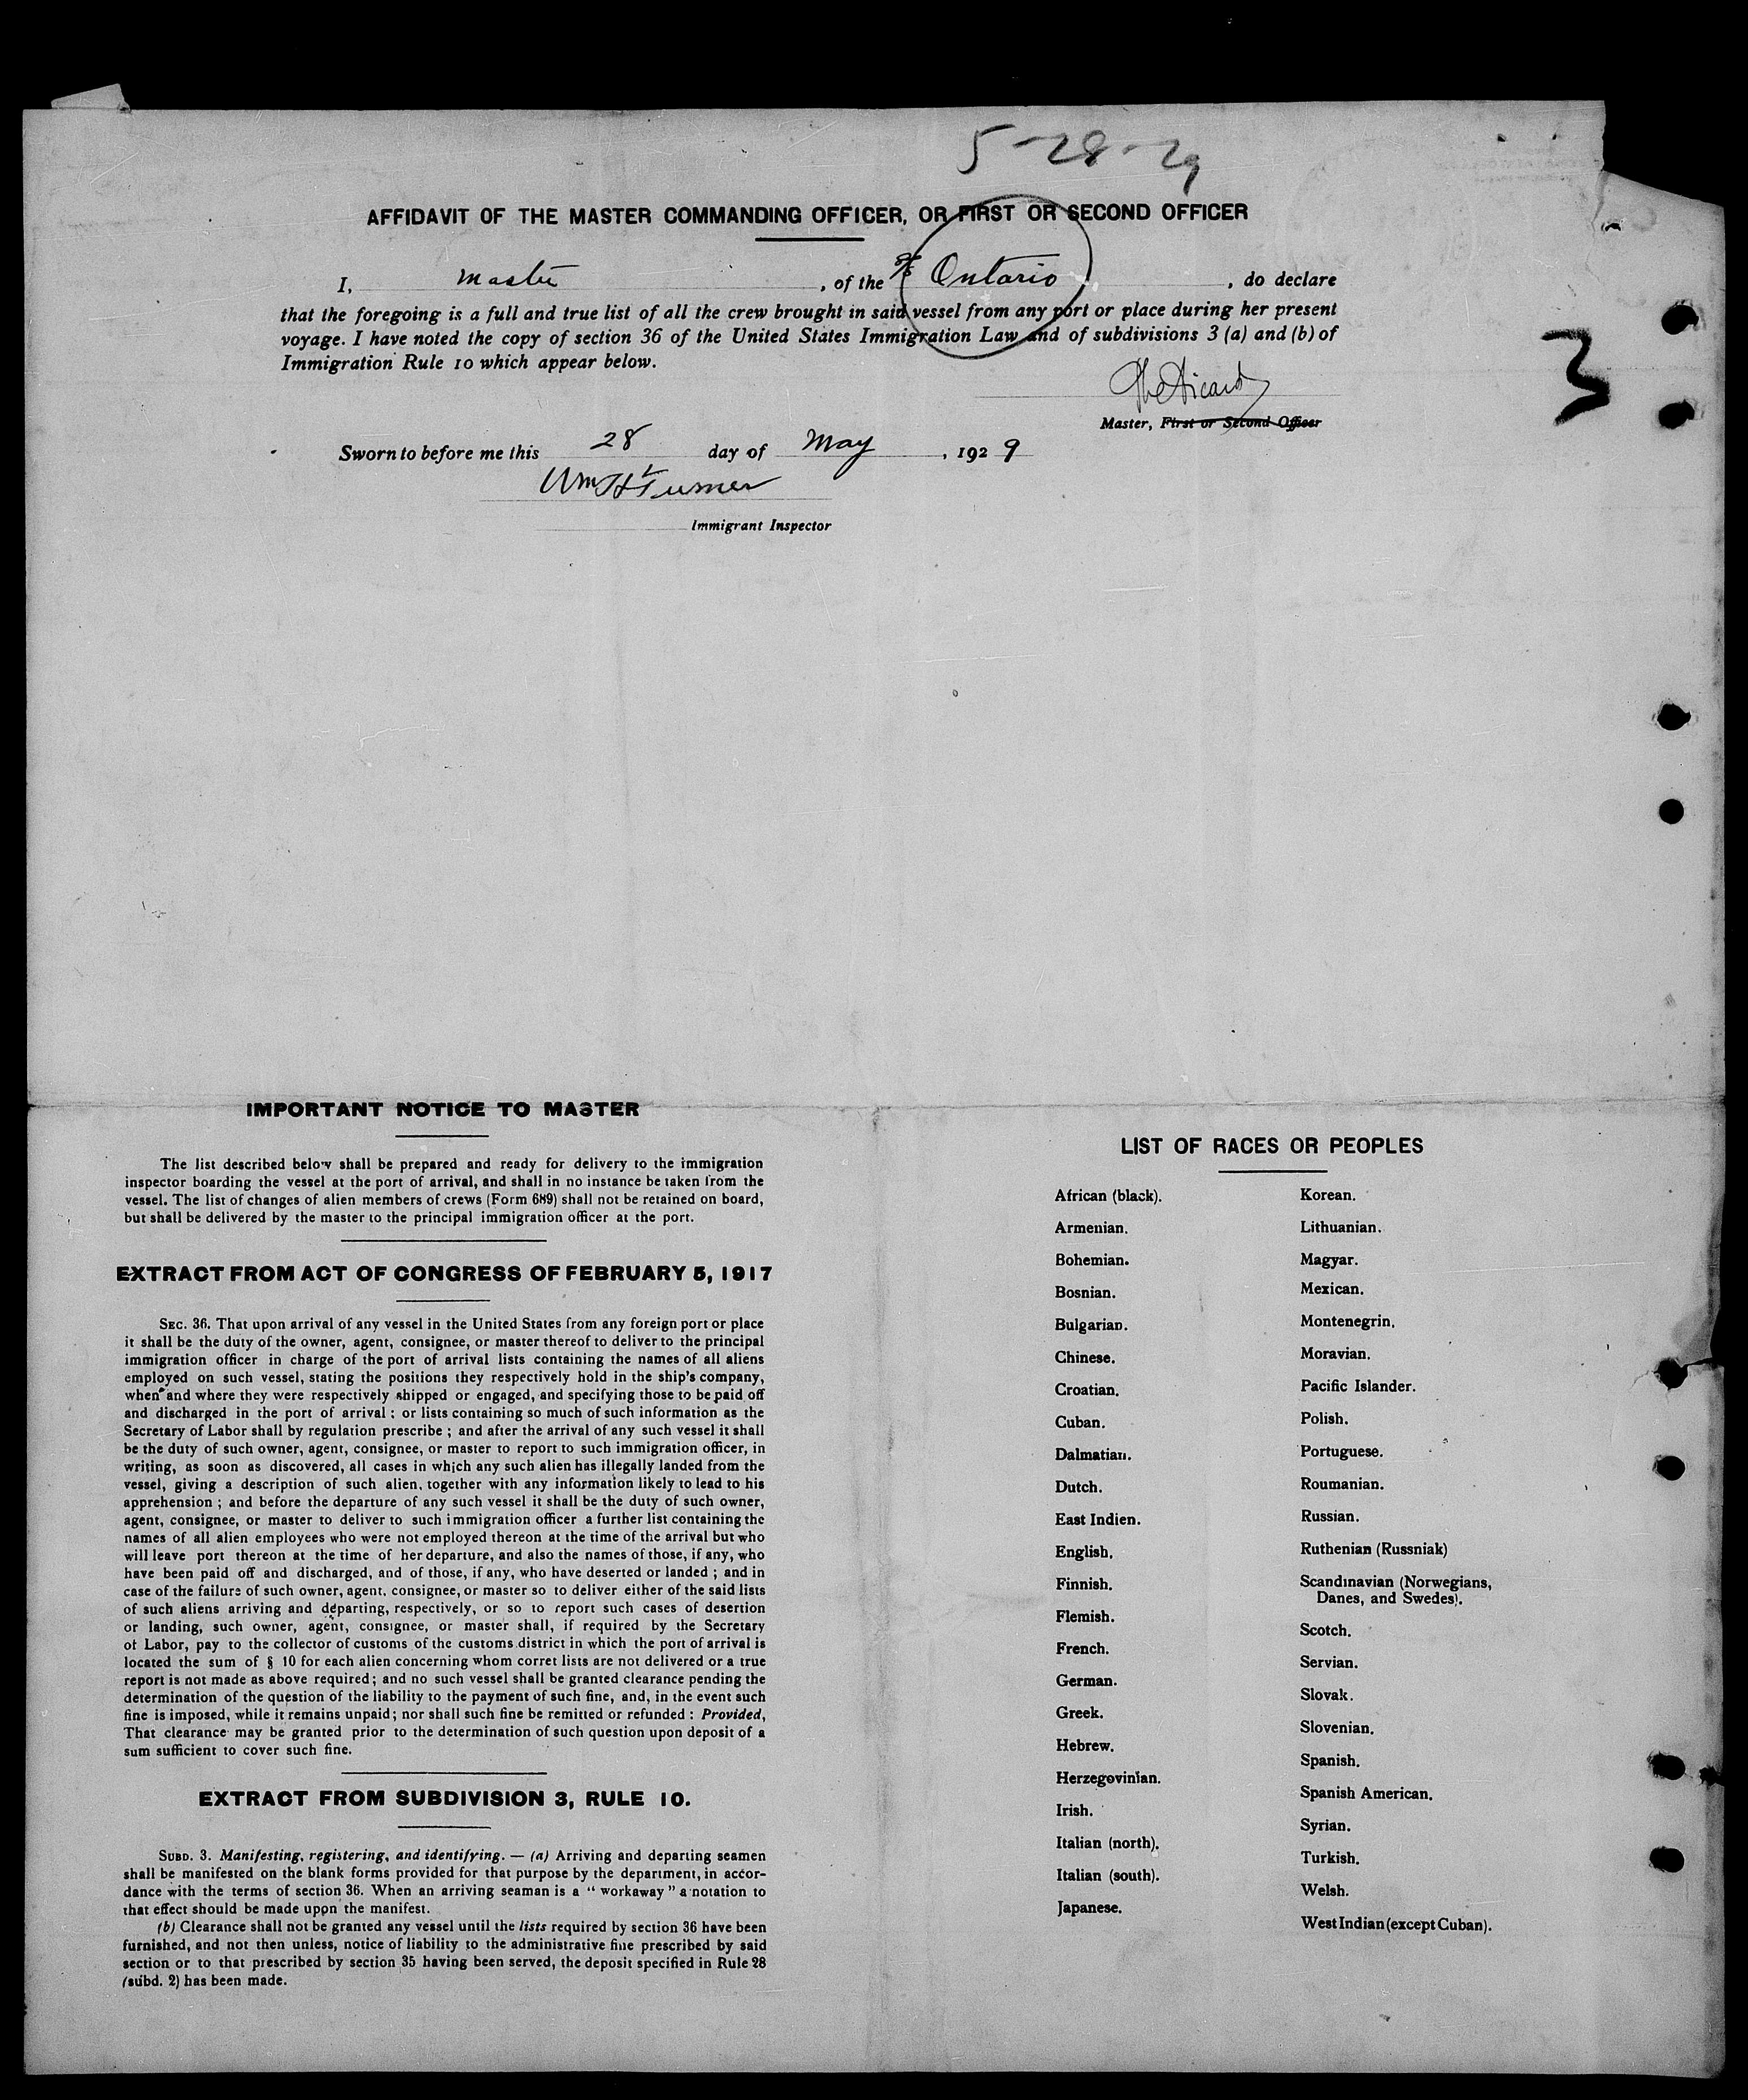 5-28-29
AFFIDAVIT OF THE MASTER COMMANDING OFFICER, OR FIRST OR SECOND OFFICER
I, Master , of the S/S Ontario , do declare
that the foregoing is a full and true list of all the crew brought in said vessel from any port or place during her present
voyage. I have noted the copy of section 36 of the United States Immigration Law and of subdivisions 3 (a) and (b) of
Immigration Rule 10 which appear below.
3
Master, First or Second Officer
Sworn to before me this 28 day of May , 1929
Wm H Turner
Immigrant Inspector
IMPORTANT NOTICE TO MASTER
The list described below shall be prepared and ready for delivery to the immigration
inspector boarding the vessel at the port of arrival, and shall in no instance be taken from the
vessel. The list of changes of alien members of crews (Form 689) shall not be retained on board,
but shall be delivered by the master to the principal immigration officer at the port.
EXTRACT FROM ACT OF CONGRESS OF FEBRUARY 5, 1917
SEC. 36. That upon arrival of any vessel in the United States from any foreign port or place
it shall be the duty of the owner, agent, consignee, or master thereof to deliver to the principal
immigration officer in charge of the port of arrival lists containing the names of all aliens
employed on such vessel, stating the positions they respectively hold in the ship's company,
when and where they were respectively shipped or engaged, and specifying those to be paid off
and discharged in the port of arrival ; or lists containing so much of such information as the
Secretary of Labor shall by regulation prescribe ; and after the arrival of any such vessel it shall
be the duty of such owner, agent, consignee, or master to report to such immigration officer, in
writing, as soon as discovered, all cases in which any such alien has illegally landed from the
vessel, giving a description of such alien, together with any information likely to lead to his
apprehension ; and before the departure of any such vessel it shall be the duty of such owner,
agent, consignee, or master to deliver to such immigration officer a further list containing the
names of all alien employees who were not employed thereon at the time of the arrival but who
will leave port thereon at the time of her departure, and also the names of those, if any, who
have been paid off and discharged, and of those, if any, who have deserted or landed ; and in
case of the failure of such owner, agent, consignee, or master so to deliver either of the said lists
of such aliens arriving and departing, respectively, or so to report such cases of desertion
or landing, such owner, agent, consignee, or master shall, if required by the Secretary
of Labor, pay to the collector of customs of the customs district in which the port of arrival is
located the sum of § 10 for each alien concerning whom corret lists are not delivered or a true
report is not made as above required ; and no such vessel shall be granted clearance pending the
determination of the question of the liability to the payment of such fine, and, in the event such
fine is imposed, while it remains unpaid ; nor shall such fine be remitted or refunded : Provided,
That clearance may be granted prior to the determination of such question upon deposit of a
sum sufficient to cover such fine.
EXTRACT FROM SUBDIVISION 3, RULE 10.
SUBD. 3. Manifesting, registering, and identifying. — (a) Arriving and departing seamen
shall be manifested on the blank forms provided for that purpose by the department, in accor-
dance with the terms of section 36. When an arriving seaman is a " workaway " a notation to
that effect should be made uppn the manifest.
(b) Clearance shall not be granted any vessel until the lists required by section 36 have been
furnished, and not then unless, notice of liability to the administrative fine prescribed by said
section or to that prescribed by section 35 having been served, the deposit specified in Rule 28
(subd. 2) has been made.
LIST OF RACES OR PEOPLES
African (black).
Armenian.
Bohemian.
Bosnian.
Bulgarian.
Chinese.
Croatian.
Cuban.
Dalmatian.
Dutch.
East Indien.
English.
Finnish.
Flemish.
French.
German.
Greek.
Hebrew.
Herzegovinian.
Irish.
Italian (north).
Italian (south).
Japanese.
Korean.
Lithuanian.
Magyar.
Mexican.
Montenegrin.
Moravian.
Pacific Islander.
Polish.
Portuguese.
Roumanian.
Russian.
Ruthenian (Russniak)
Scandinavian (Norwegians,
Danes, and Swedes).
Scotch.
Servian.
Slovak.
Slovenian.
Spanish.
Spanish American.
Syrian.
Turkish.
Welsh.
West Indian (except Cuban).